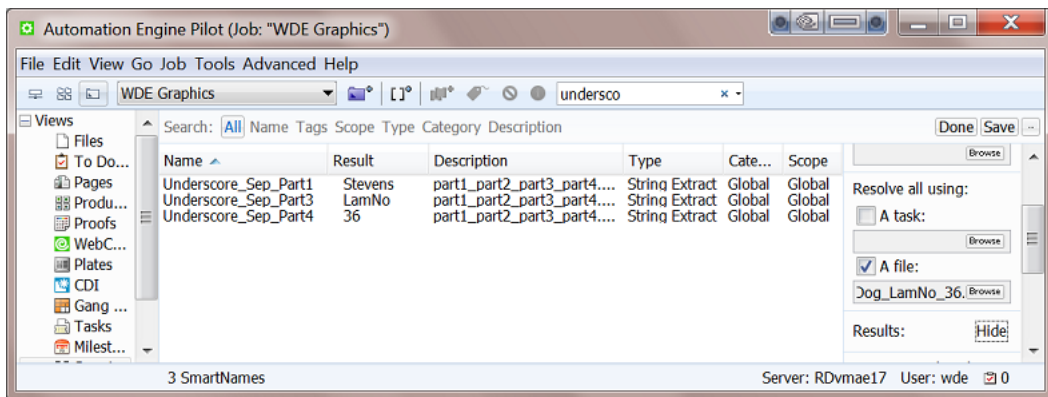 Automation Engine Pilot (Job: "WDE Graphics")
File Edit View Go Job Tools Advanced Help
WDE Graphics undersco
Views
Files
To Do...
Pages
Produ...
Proofs
WebC...
Plates
CDI
Gang ...
Tasks
Milest...
Search: All Name Tags Scope Type Category Description Done Save
Name Result Description Type Cate... Scope
Underscore_Sep_Part1 Stevens part1_part2_part3_part4.... String Extract Global Global
Underscore_Sep_Part3 LamNo part1_part2_part3_part4.... String Extract Global Global
Underscore_Sep_Part4 36 part1_part2_part3_part4.... String Extract Global Global
Browse
Resolve all using:
A task:
Browse
A file:
Dog_LamNo_36. Browse
Results: Hide
3 SmartNames Server: RDvmae17 User: wde 0